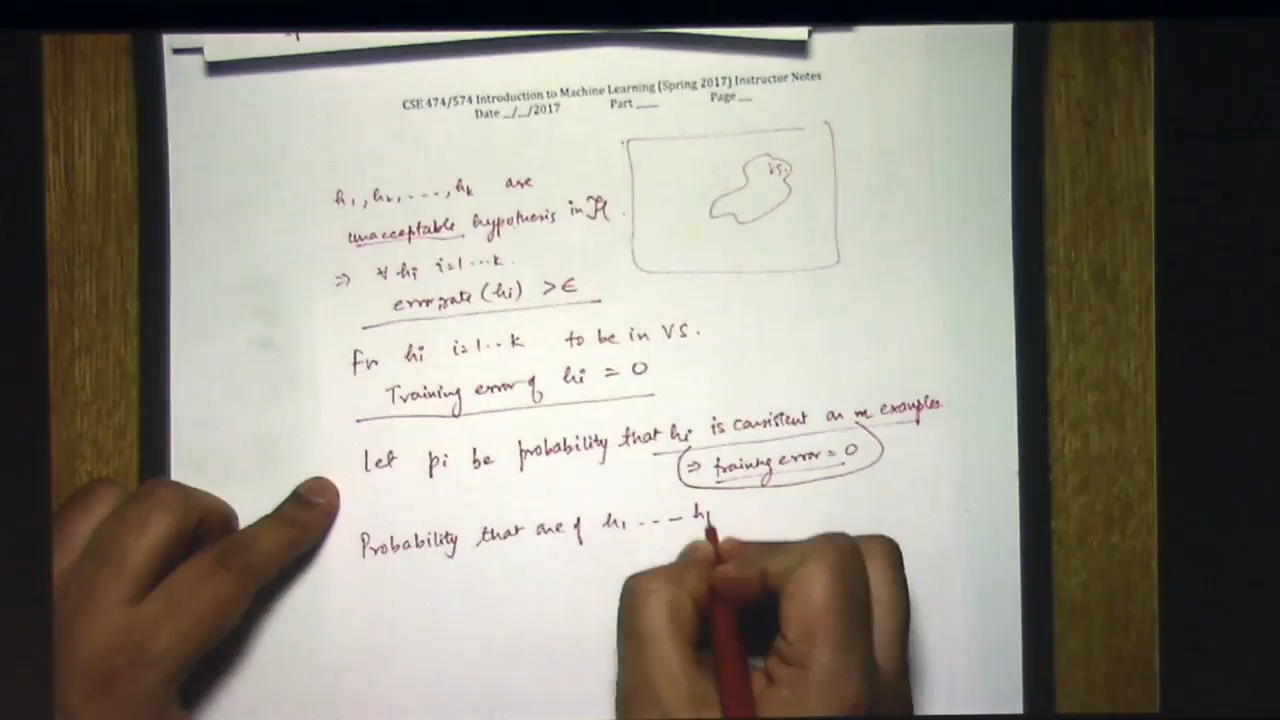 CSE 474/574 Introduction to Machine Learning (Spring 2017) Instructor Notes
Date _/_/2017 Part ___ Page __
h1, h2, ...., hk are
unacceptable hypothesis in H.
VS.
⇒ ∀ hi i=1...k.
error rate (hi) > ϵ
For hi i=1..k to be in VS.
Training error of hi = 0
Let pi be probability that hi is consistent on m examples.
⇒ training error = 0
Probability that one of h1 ---- h